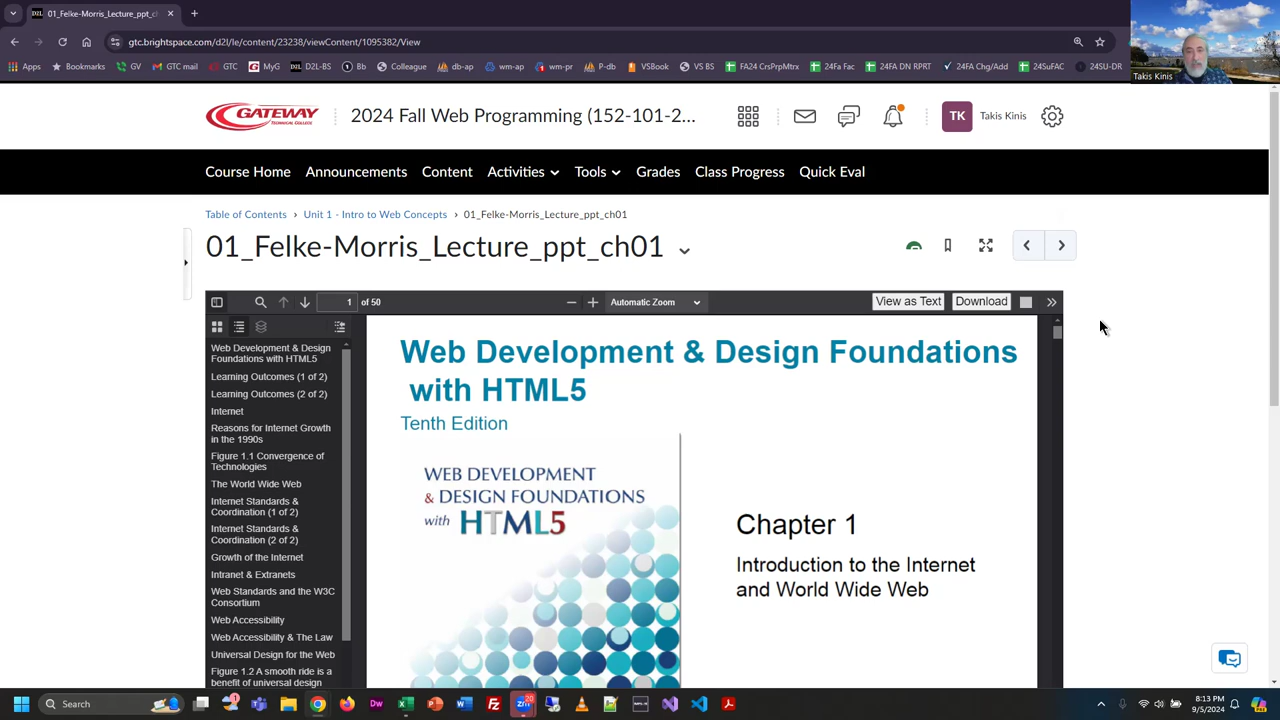 01_Felke-Morris_Lecture_ppt_ch
gtc.brightspace.com/d2l/le/content/23238/viewContent/1095382/View
Apps
Bookmarks
GV
GTC mail
GTC
MyG
D2L-BS
Bb
Colleague
wm-ap
wm-pr
P-db
VSBook
VS BS
FA24 CrsPrpMtrx
24Fa Fac
24FA DN RPRT
24FA Chg/Add
24SuFAC
24SU-DR
Takis Kinis
GATEWAY
TECHNICAL COLLEGE
2024 Fall Web Programming (152-101-2...
TK
Takis Kinis
Course Home
Announcements
Content
Activities
Tools
Grades
Class Progress
Quick Eval
Table of Contents › Unit 1 - Intro to Web Concepts › 01_Felke-Morris_Lecture_ppt_ch01
01_Felke-Morris_Lecture_ppt_ch01
1 of 50
Automatic Zoom
View as Text
Download
Web Development & Design
Foundations with HTML5
Learning Outcomes (1 of 2)
Learning Outcomes (2 of 2)
Internet
Reasons for Internet Growth
in the 1990s
Figure 1.1 Convergence of
Technologies
The World Wide Web
Internet Standards &
Coordination (1 of 2)
Internet Standards &
Coordination (2 of 2)
Growth of the Internet
Intranet & Extranets
Web Standards and the W3C
Consortium
Web Accessibility
Web Accessibility & The Law
Universal Design for the Web
Figure 1.2 A smooth ride is a
benefit of universal design
Web Development & Design Foundations
with HTML5
Tenth Edition
WEB DEVELOPMENT
& DESIGN FOUNDATIONS
with HTML5
Chapter 1
Introduction to the Internet
and World Wide Web
Search
8:13 PM
9/5/2024